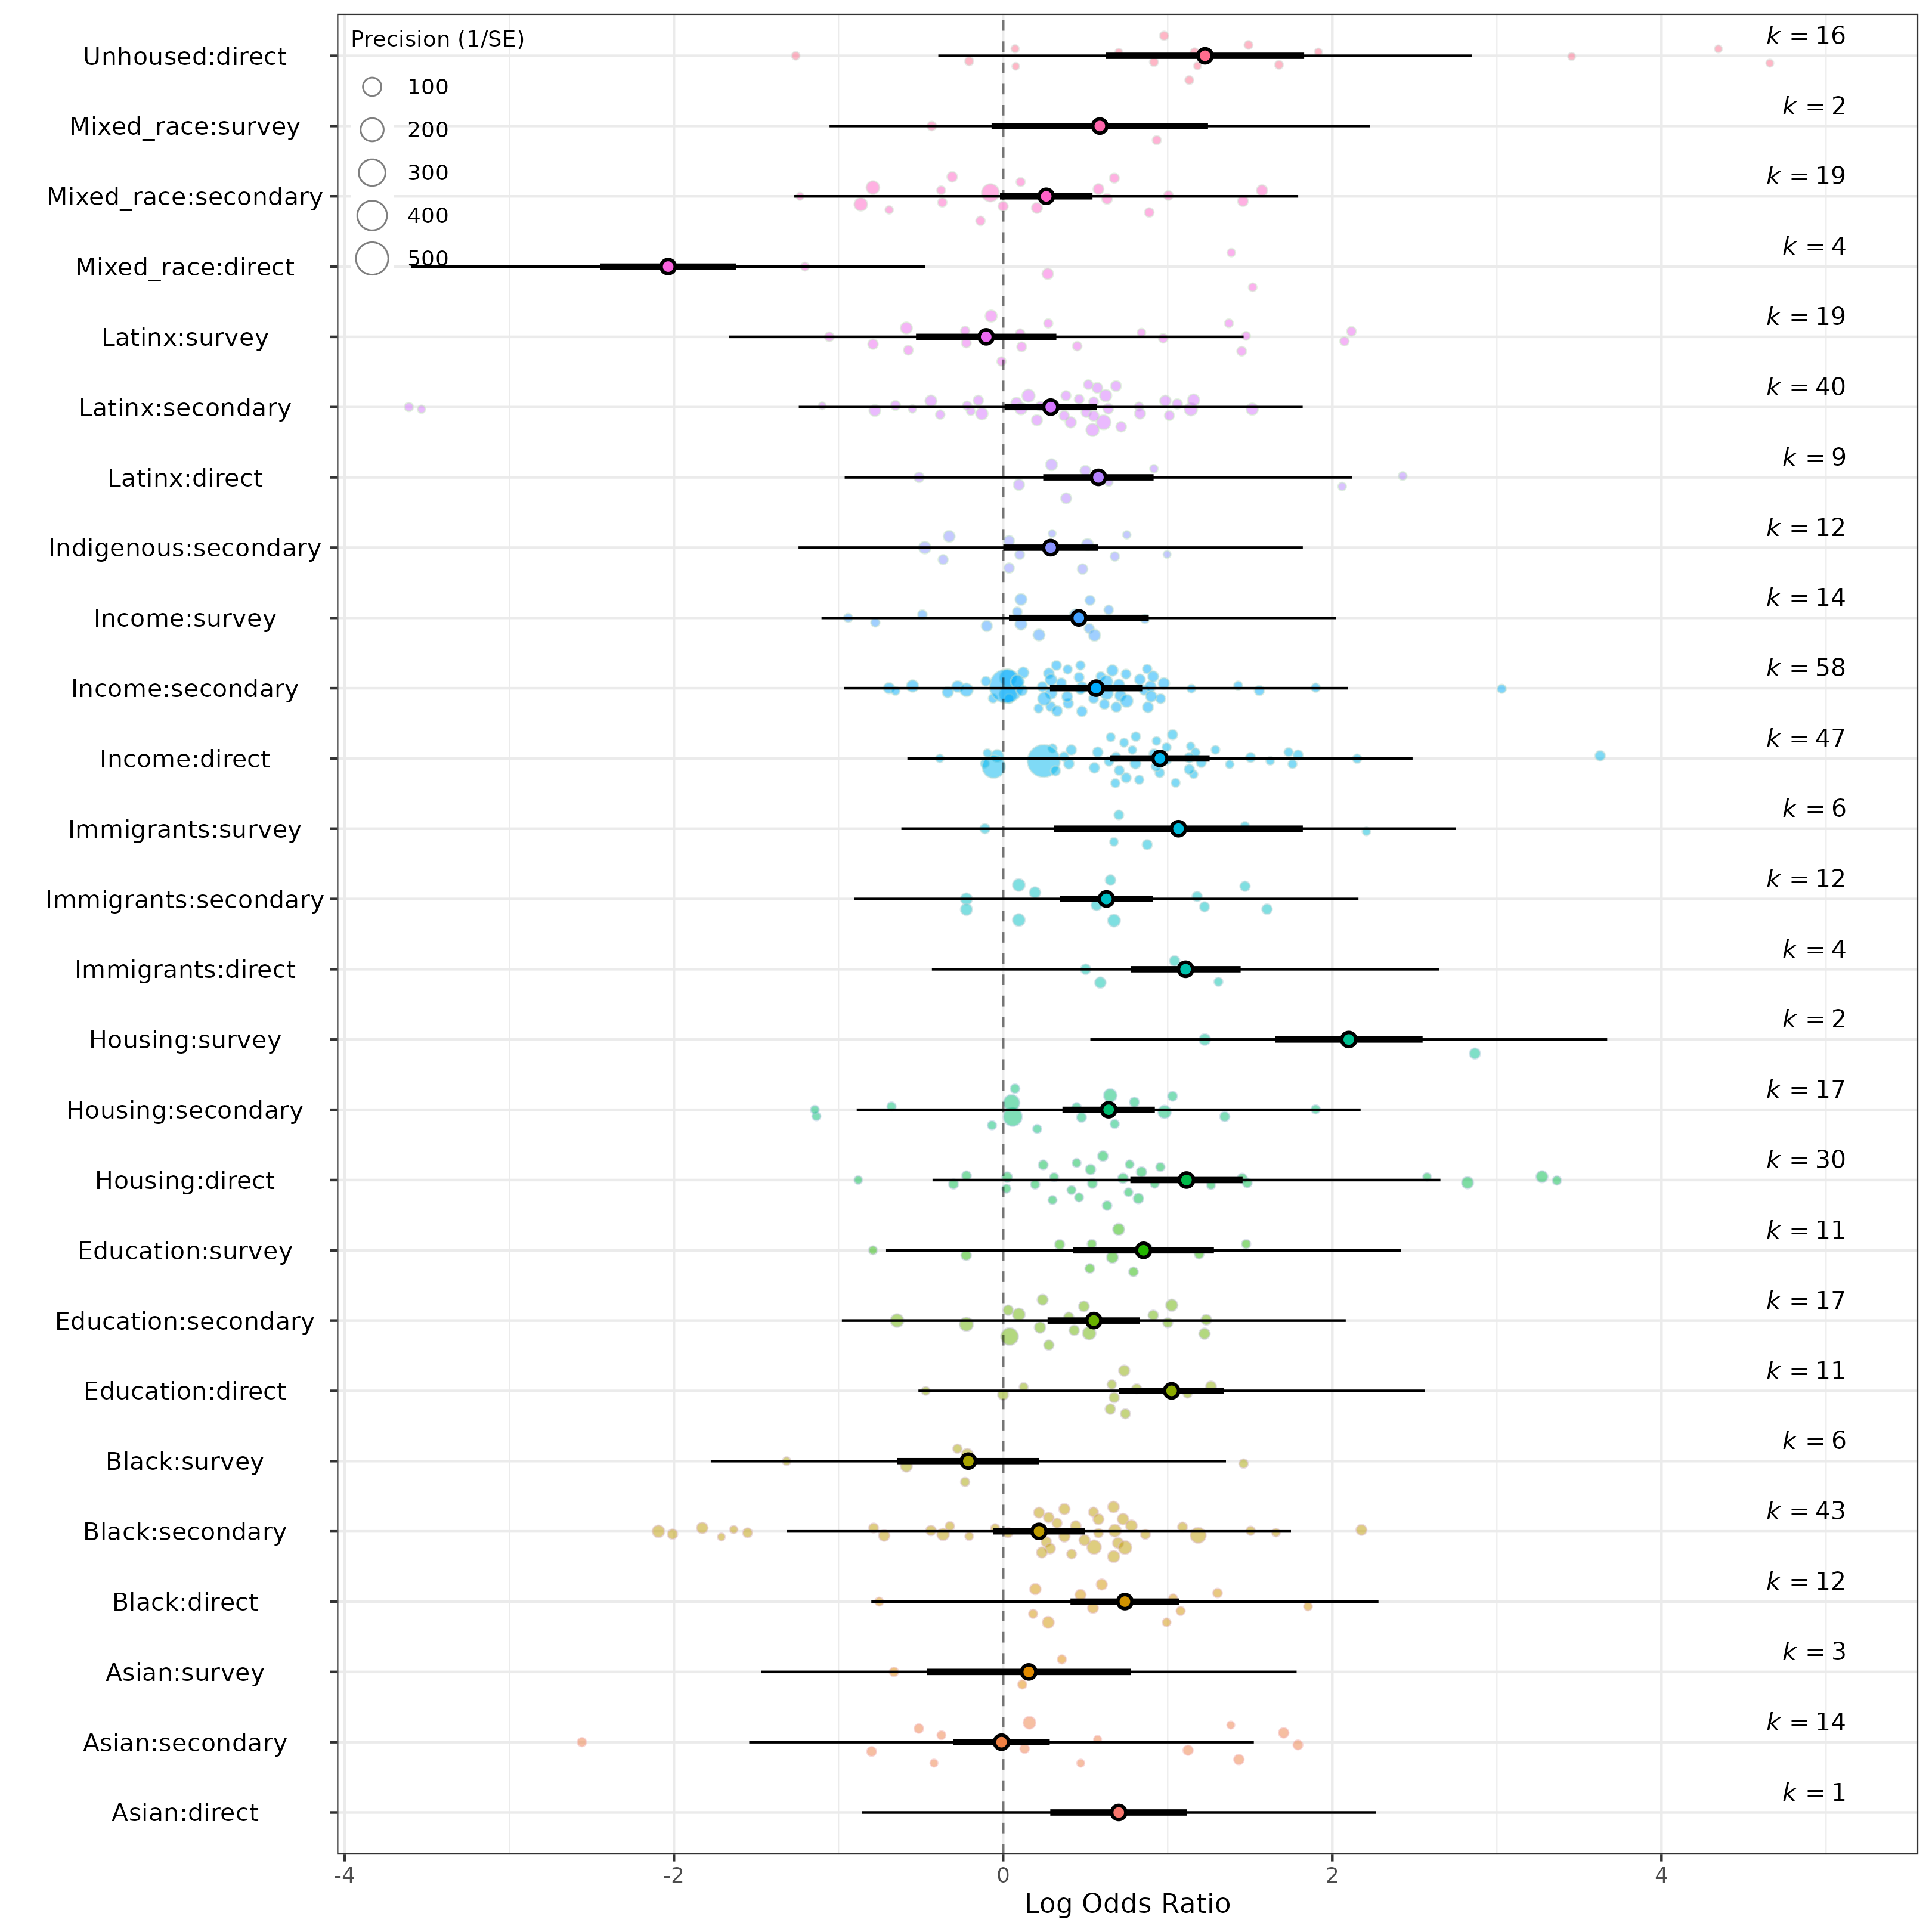 Precision (1/SE)
100
200
300
400
500
Unhoused:direct k = 16
Mixed_race:survey k = 2
Mixed_race:secondary k = 19
Mixed_race:direct k = 4
Latinx:survey k = 19
Latinx:secondary k = 40
Latinx:direct k = 9
Indigenous:secondary k = 12
Income:survey k = 14
Income:secondary k = 58
Income:direct k = 47
Immigrants:survey k = 6
Immigrants:secondary k = 12
Immigrants:direct k = 4
Housing:survey k = 2
Housing:secondary k = 17
Housing:direct k = 30
Education:survey k = 11
Education:secondary k = 17
Education:direct k = 11
Black:survey k = 6
Black:secondary k = 43
Black:direct k = 12
Asian:survey k = 3
Asian:secondary k = 14
Asian:direct k = 1
-4 -2 0 2 4
Log Odds Ratio